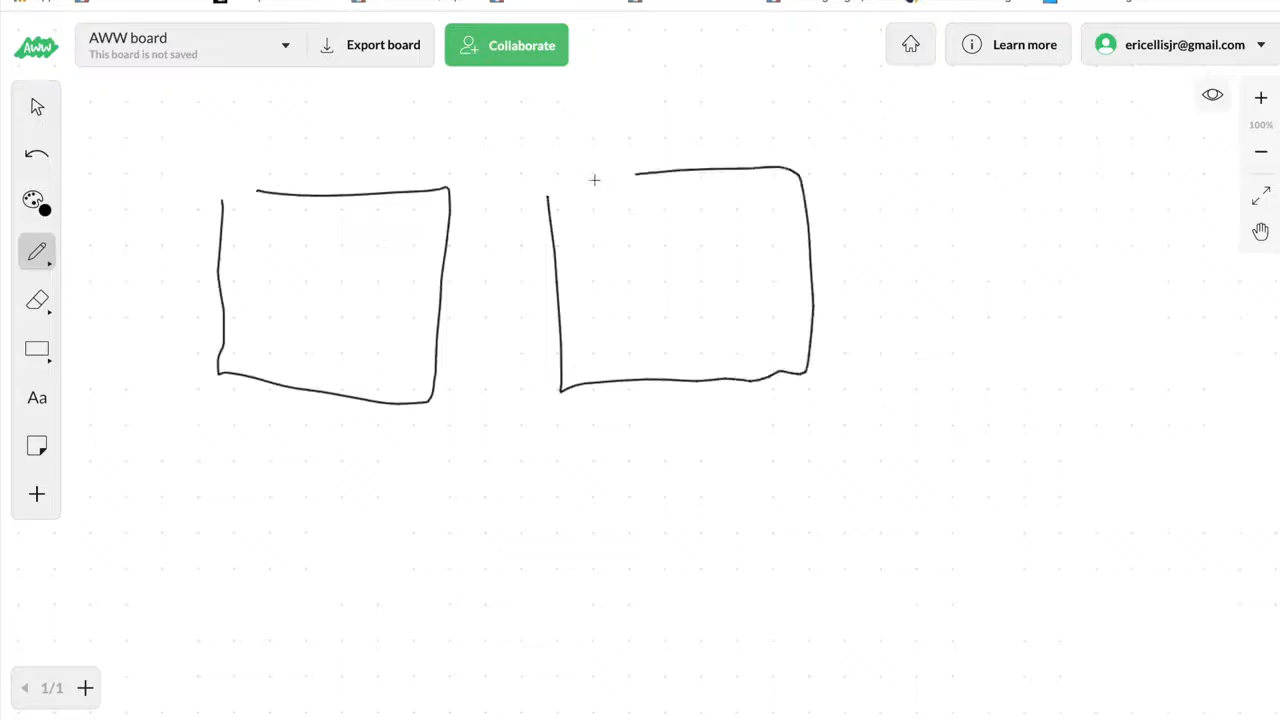 AWW
AWW board
This board is not saved
Export board
Collaborate
Learn more
ericellisjr@gmail.com
100%
Aa
1/1